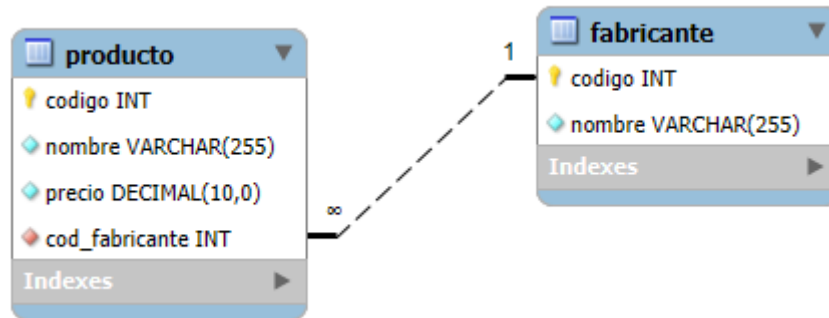 producto
codigo INT
nombre VARCHAR(255)
precio DECIMAL(10,0)
cod_fabricante INT
Indexes
∞
1
fabricante
codigo INT
nombre VARCHAR(255)
Indexes